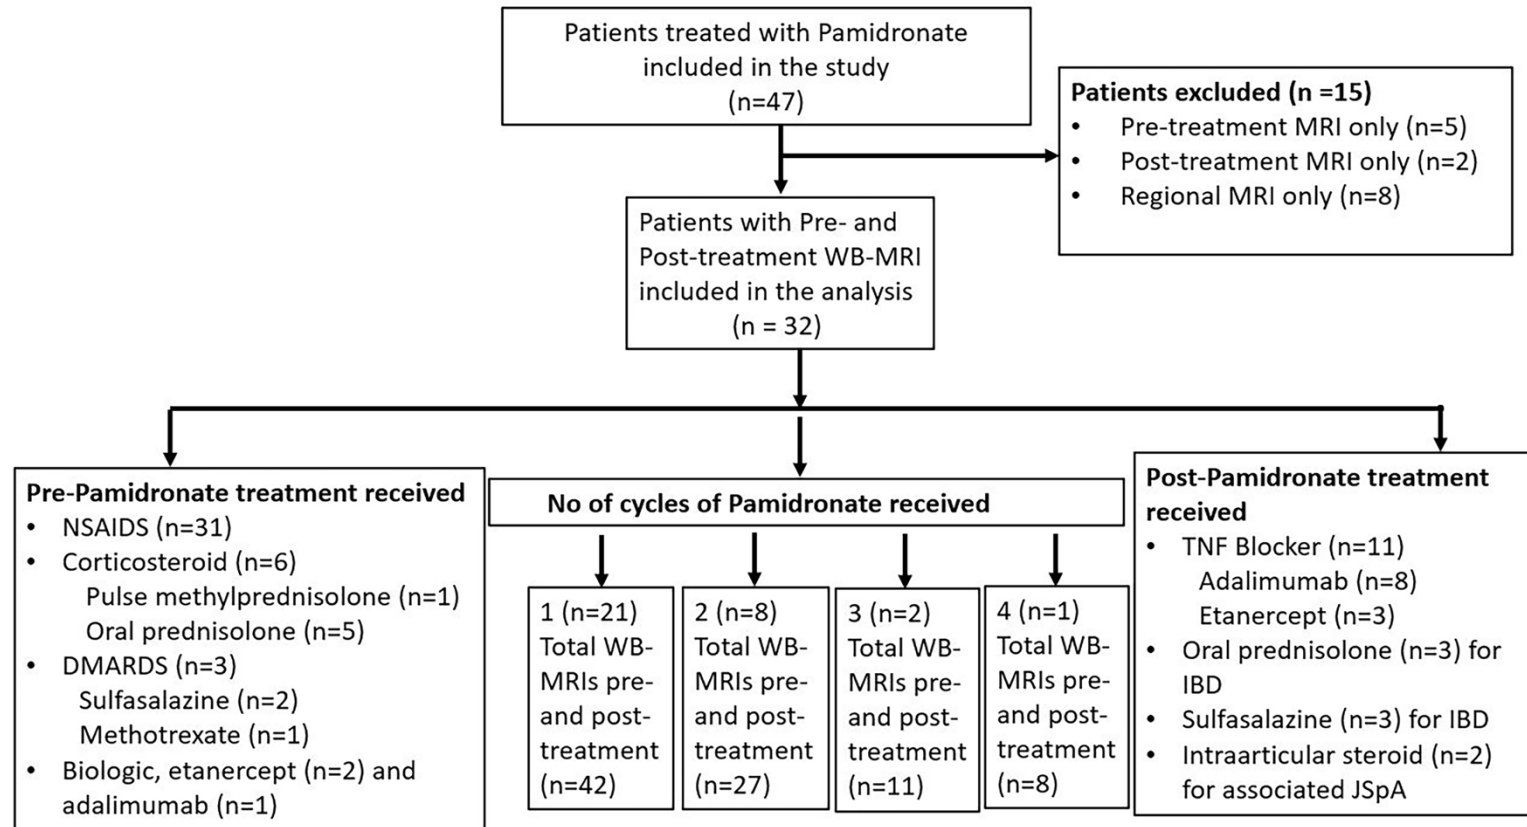 Patients treated with Pamidronate
included in the study
(n=47)
Patients excluded (n =15)
• Pre-treatment MRI only (n=5)
• Post-treatment MRI only (n=2)
• Regional MRI only (n=8)
Patients with Pre- and
Post-treatment WB-MRI
included in the analysis
(n = 32)
Pre-Pamidronate treatment received
• NSAIDS (n=31)
• Corticosteroid (n=6)
Pulse methylprednisolone (n=1)
Oral prednisolone (n=5)
• DMARDS (n=3)
Sulfasalazine (n=2)
Methotrexate (n=1)
• Biologic, etanercept (n=2) and
adalimumab (n=1)
No of cycles of Pamidronate received
1 (n=21)
Total WB-
MRIs pre-
and post-
treatment
(n=42)
2 (n=8)
Total WB-
MRIs pre-
and post-
treatment
(n=27)
3 (n=2)
Total WB-
MRIs pre-
and post-
treatment
(n=11)
4 (n=1)
Total WB-
MRIs pre-
and post-
treatment
(n=8)
Post-Pamidronate treatment
received
• TNF Blocker (n=11)
Adalimumab (n=8)
Etanercept (n=3)
• Oral prednisolone (n=3) for
IBD
• Sulfasalazine (n=3) for IBD
• Intraarticular steroid (n=2)
for associated JSpA